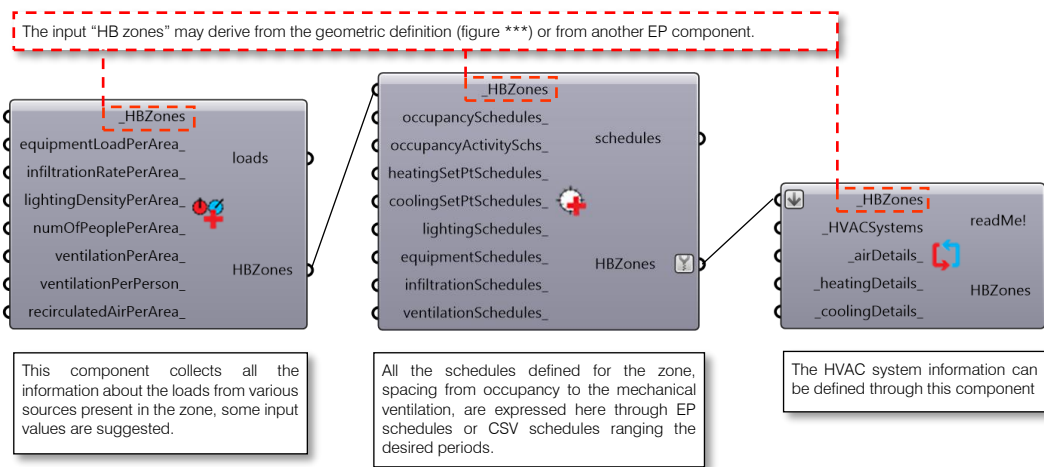 The input “HB zones” may derive from the geometric definition (figure ***) or from another EP component.
_HBZones
equipmentLoadPerArea_
infiltrationRatePerArea_
lightingDensityPerArea_
numOfPeoplePerArea_
ventilationPerArea_
ventilationPerPerson_
recirculatedAirPerArea_
loads
HBZones
_HBZones
occupancySchedules_
occupancyActivitySchs_
heatingSetPtSchedules_
coolingSetPtSchedules_
lightingSchedules_
equipmentSchedules_
infiltrationSchedules_
ventilationSchedules_
schedules
HBZones
_HBZones
_HVACSystems
_airDetails_
_heatingDetails_
_coolingDetails_
readMe!
HBZones
This component collects all the
information about the loads from various
sources present in the zone, some input
values are suggested.
All the schedules defined for the zone,
spacing from occupancy to the mechanical
ventilation, are expressed here through EP
schedules or CSV schedules ranging the
desired periods.
The HVAC system information can
be defined through this component